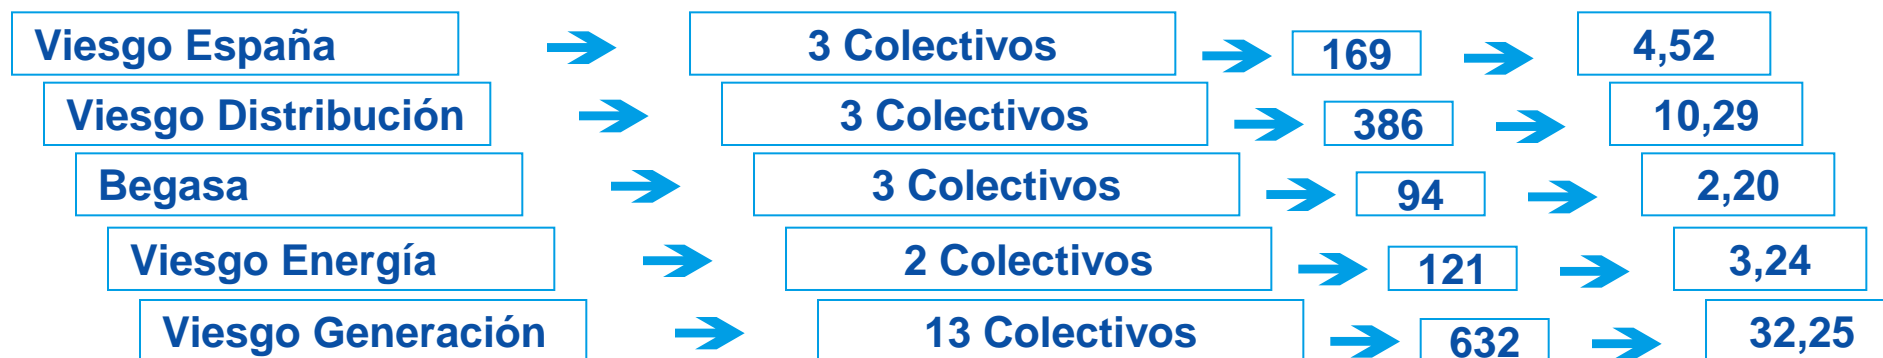 Viesgo España 3 Colectivos 169 4,52
Viesgo Distribución 3 Colectivos 386 10,29
Begasa 3 Colectivos 94 2,20
Viesgo Energía 2 Colectivos 121 3,24
Viesgo Generación 13 Colectivos 632 32,25